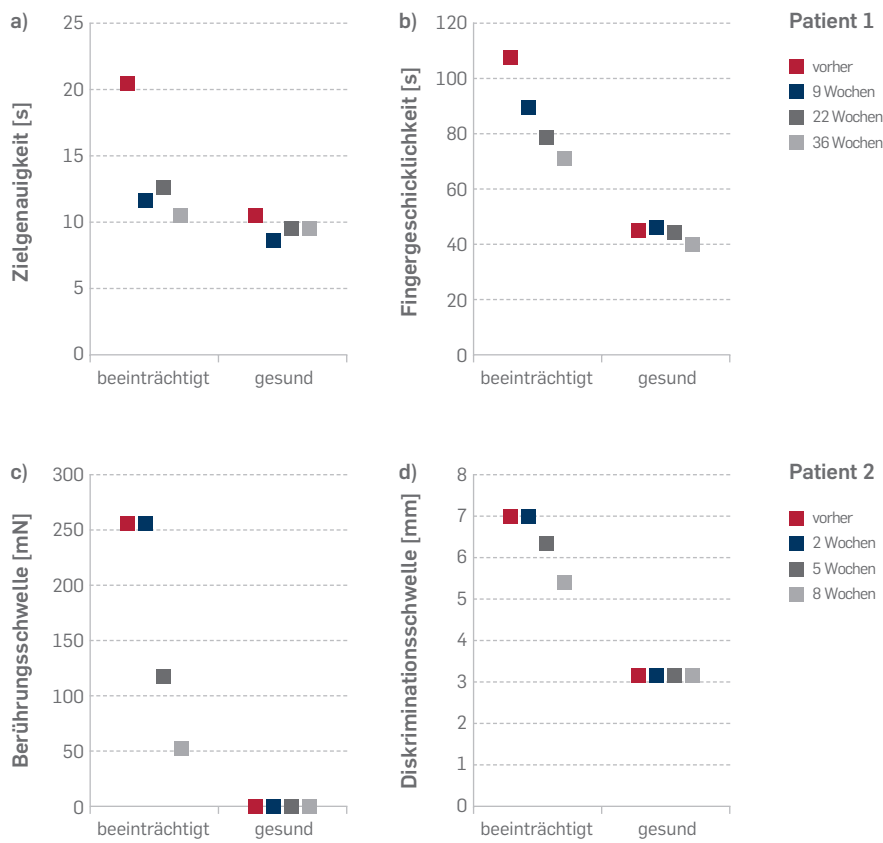 a)
Zielgenauigkeit [s]
25
20
15
10
5
0
beeinträchtigt gesund
b)
Fingergeschicklichkeit [s]
120
100
80
60
40
20
0
beeinträchtigt gesund
Patient 1
vorher
9 Wochen
22 Wochen
36 Wochen
c)
Berührungsschwelle [mN]
300
250
200
150
100
50
0
beeinträchtigt gesund
d)
Diskriminationsschwelle [mm]
8
7
6
5
4
3
2
1
0
beeinträchtigt gesund
Patient 2
vorher
2 Wochen
5 Wochen
8 Wochen